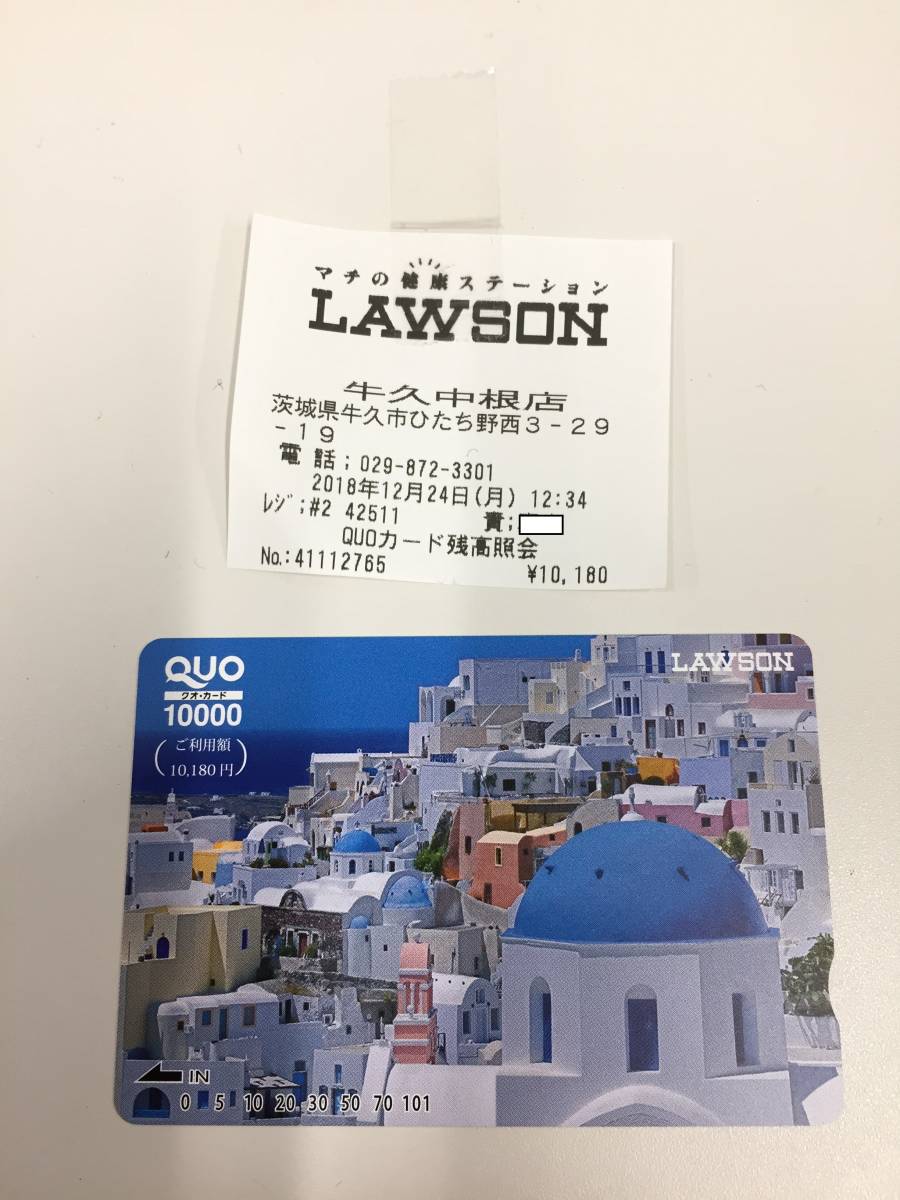 マチの健康ステーション
LAWSON
牛久中根店
茨城県牛久市ひたち野西3-29
-19
電話;029-872-3301
2018年12月24日(月) 12:34
レジ;#2 42511 責;
QUOカード残高照会
No.:41112765 ¥10,180
QUO
クオ・カード
10000
(ご利用額
10,180円)
LAWSON
IN
0 5 10 20 30 50 70 101